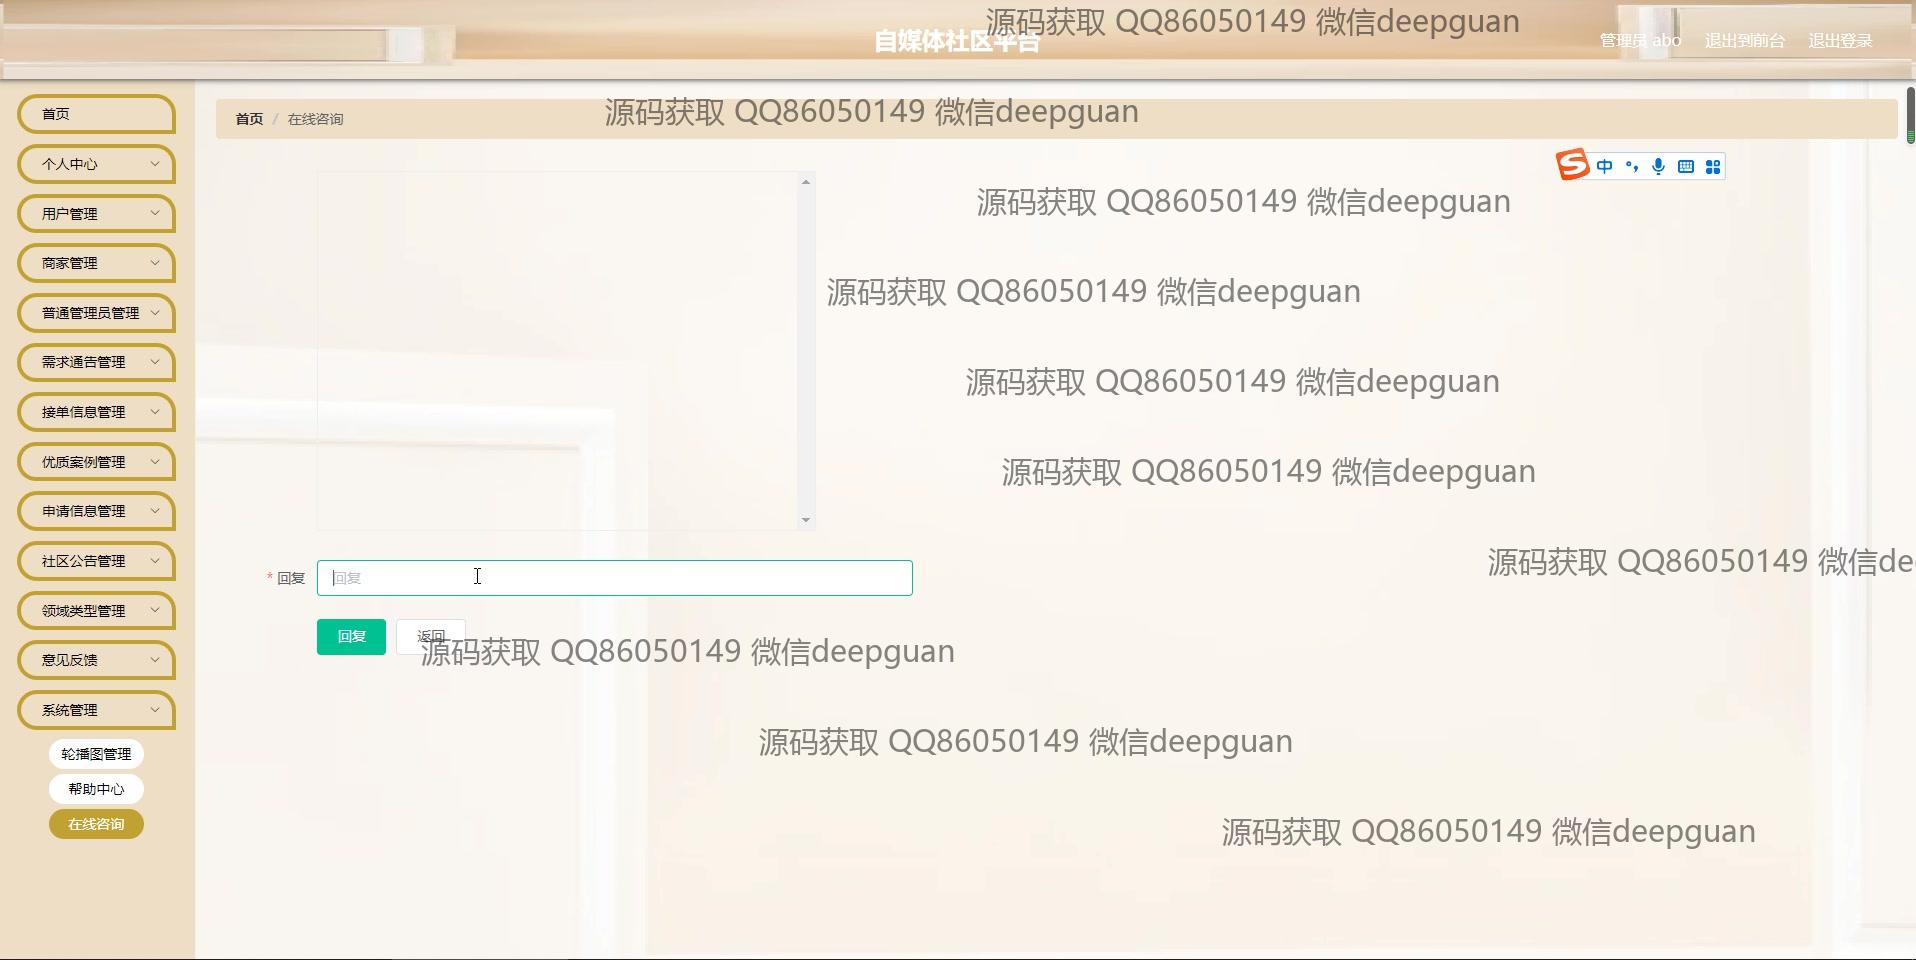 源码获取 QQ86050149 微信deepguan
自媒体社区平台
管理员 abo 退出到前台 退出登录
首页
个人中心
用户管理
商家管理
普通管理员管理
需求通告管理
接单信息管理
优质案例管理
申请信息管理
社区公告管理
领域类型管理
意见反馈
系统管理
轮播图管理
帮助中心
在线咨询
首页 / 在线咨询
源码获取 QQ86050149 微信deepguan
中
源码获取 QQ86050149 微信deepguan
源码获取 QQ86050149 微信deepguan
源码获取 QQ86050149 微信deepguan
源码获取 QQ86050149 微信deepguan
源码获取 QQ86050149 微信de
* 回复 回复
回复 返回
源码获取 QQ86050149 微信deepguan
源码获取 QQ86050149 微信deepguan
源码获取 QQ86050149 微信deepguan